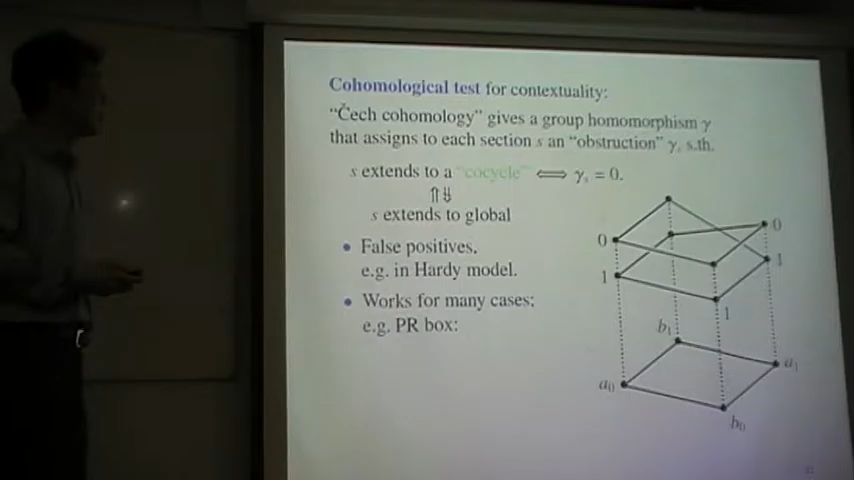 Cohomological test for contextuality:
"Čech cohomology" gives a group homomorphism γ
that assigns to each section s an "obstruction" γₛ s.th.
s extends to a "cocycle" ⟺ γₛ = 0.
⇑⇓̸
s extends to global
• False positives,
e.g. in Hardy model.
• Works for many cases;
e.g. PR box:
0
0
1
1
1
b₁
a₀
a₁
b₀